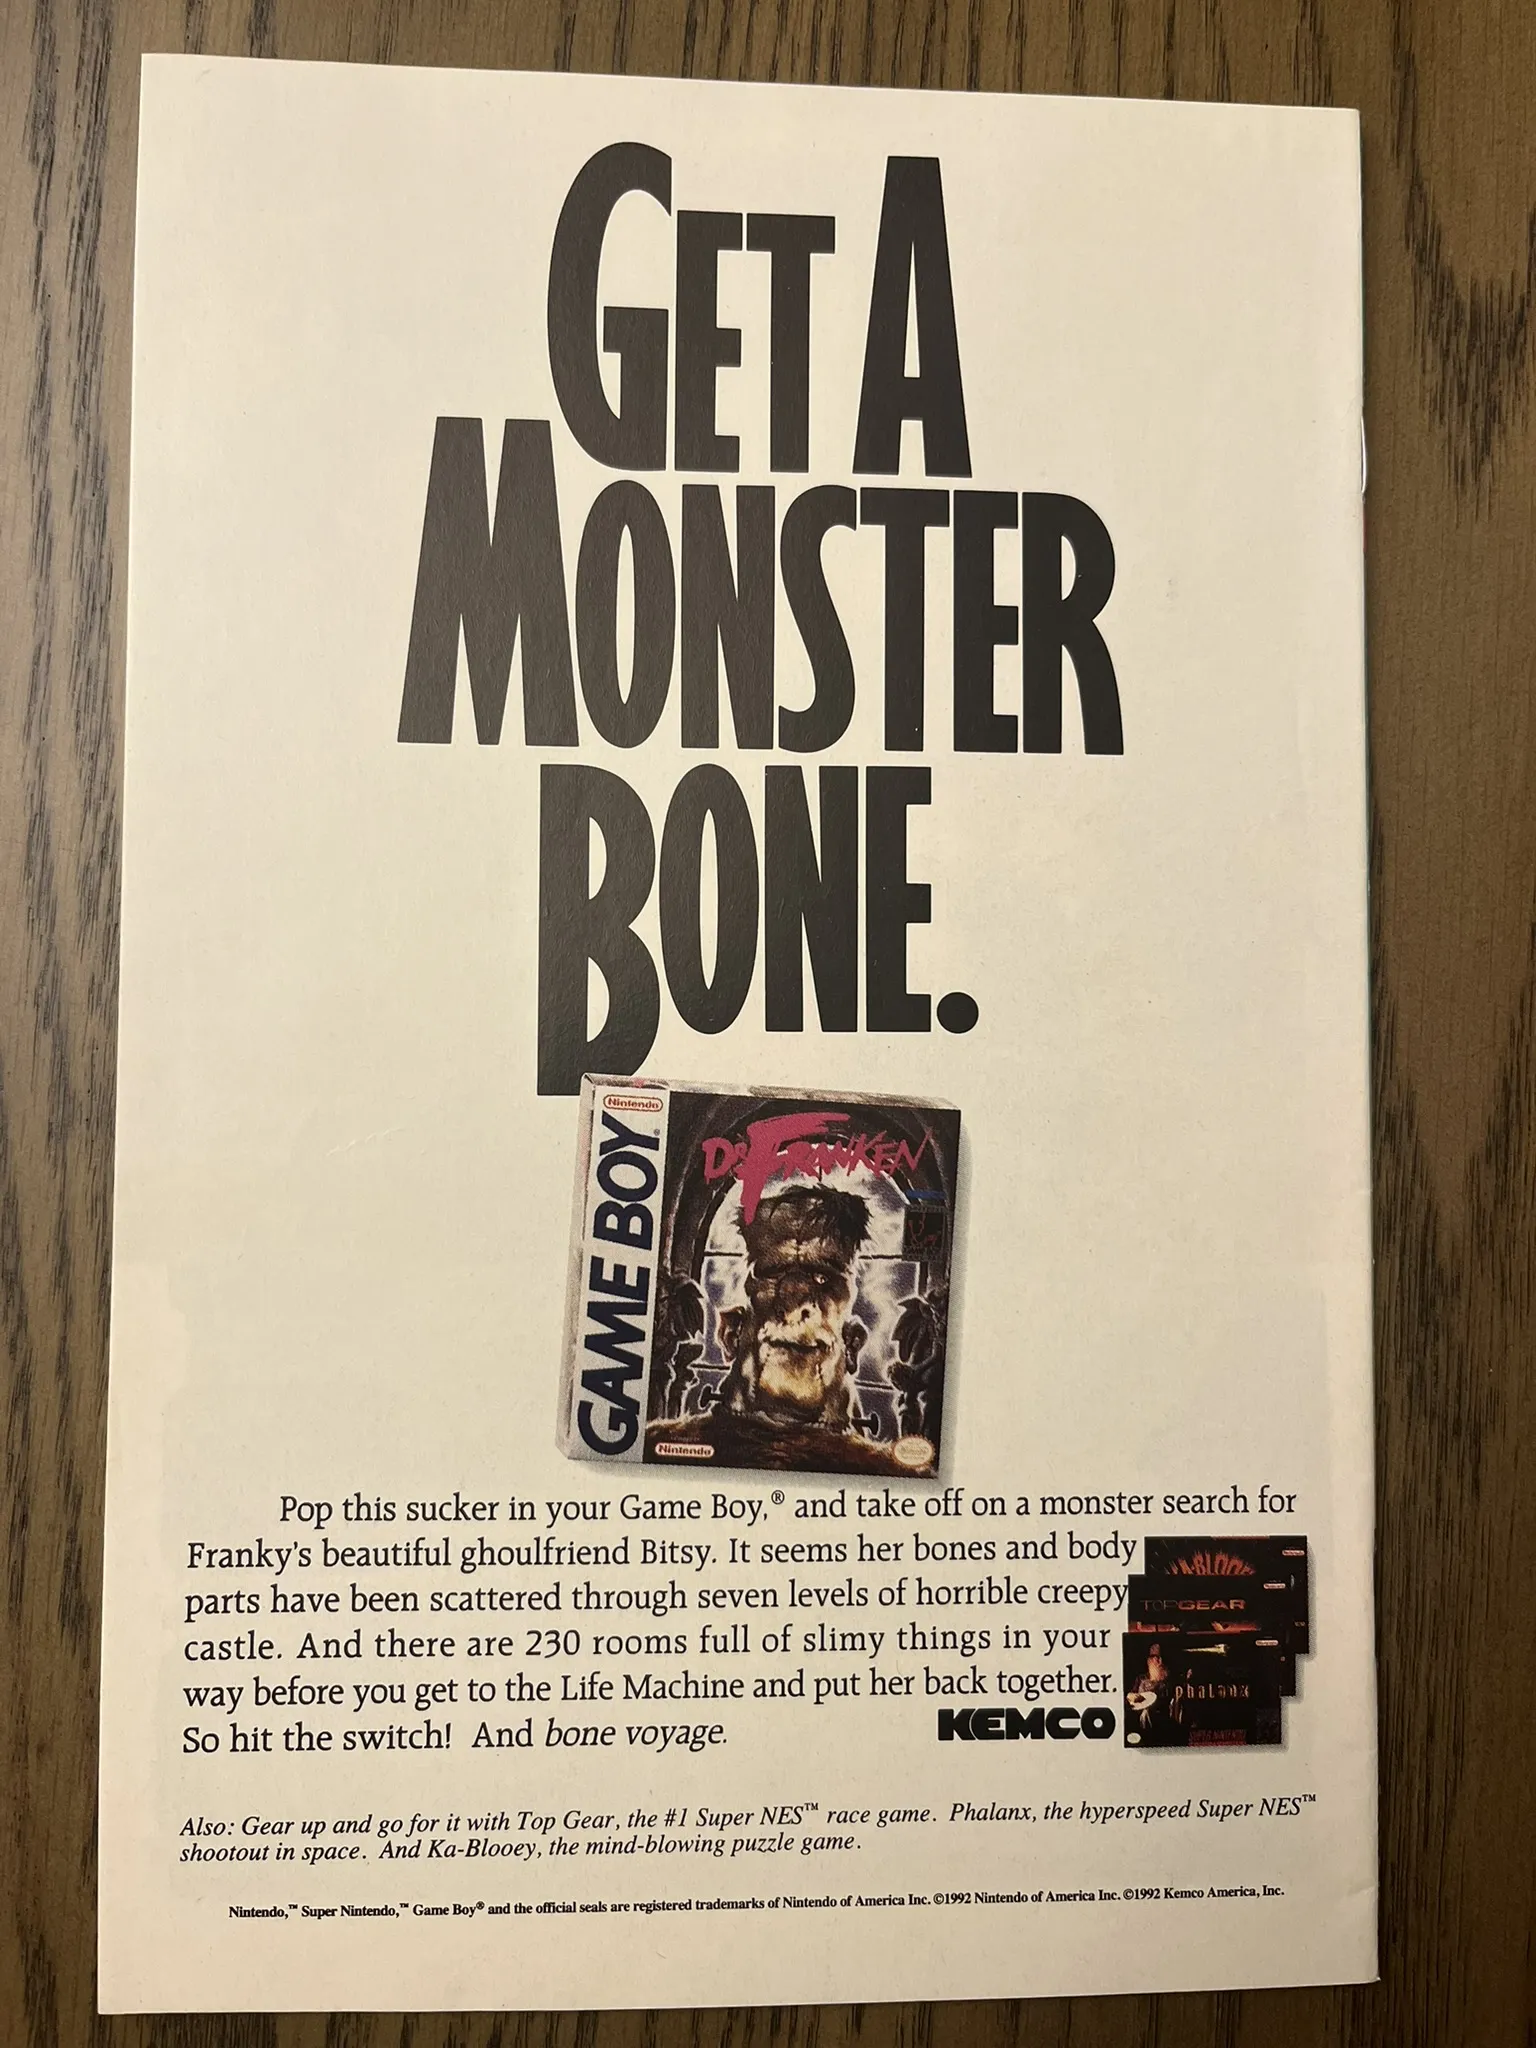 GET A
MONSTER
BONE.
Nintendo
GAME BOY
DR. FRANKEN
Nintendo
Pop this sucker in your Game Boy,® and take off on a monster search for
Franky's beautiful ghoulfriend Bitsy. It seems her bones and body
parts have been scattered through seven levels of horrible creepy
castle. And there are 230 rooms full of slimy things in your
way before you get to the Life Machine and put her back together.
So hit the switch! And bone voyage.
KEMCO
TOP GEAR
phalanx
Also: Gear up and go for it with Top Gear, the #1 Super NES™ race game. Phalanx, the hyperspeed Super NES™
shootout in space. And Ka-Blooey, the mind-blowing puzzle game.
Nintendo,™ Super Nintendo,™ Game Boy® and the official seals are registered trademarks of Nintendo of America Inc. ©1992 Nintendo of America Inc. ©1992 Kemco America, Inc.